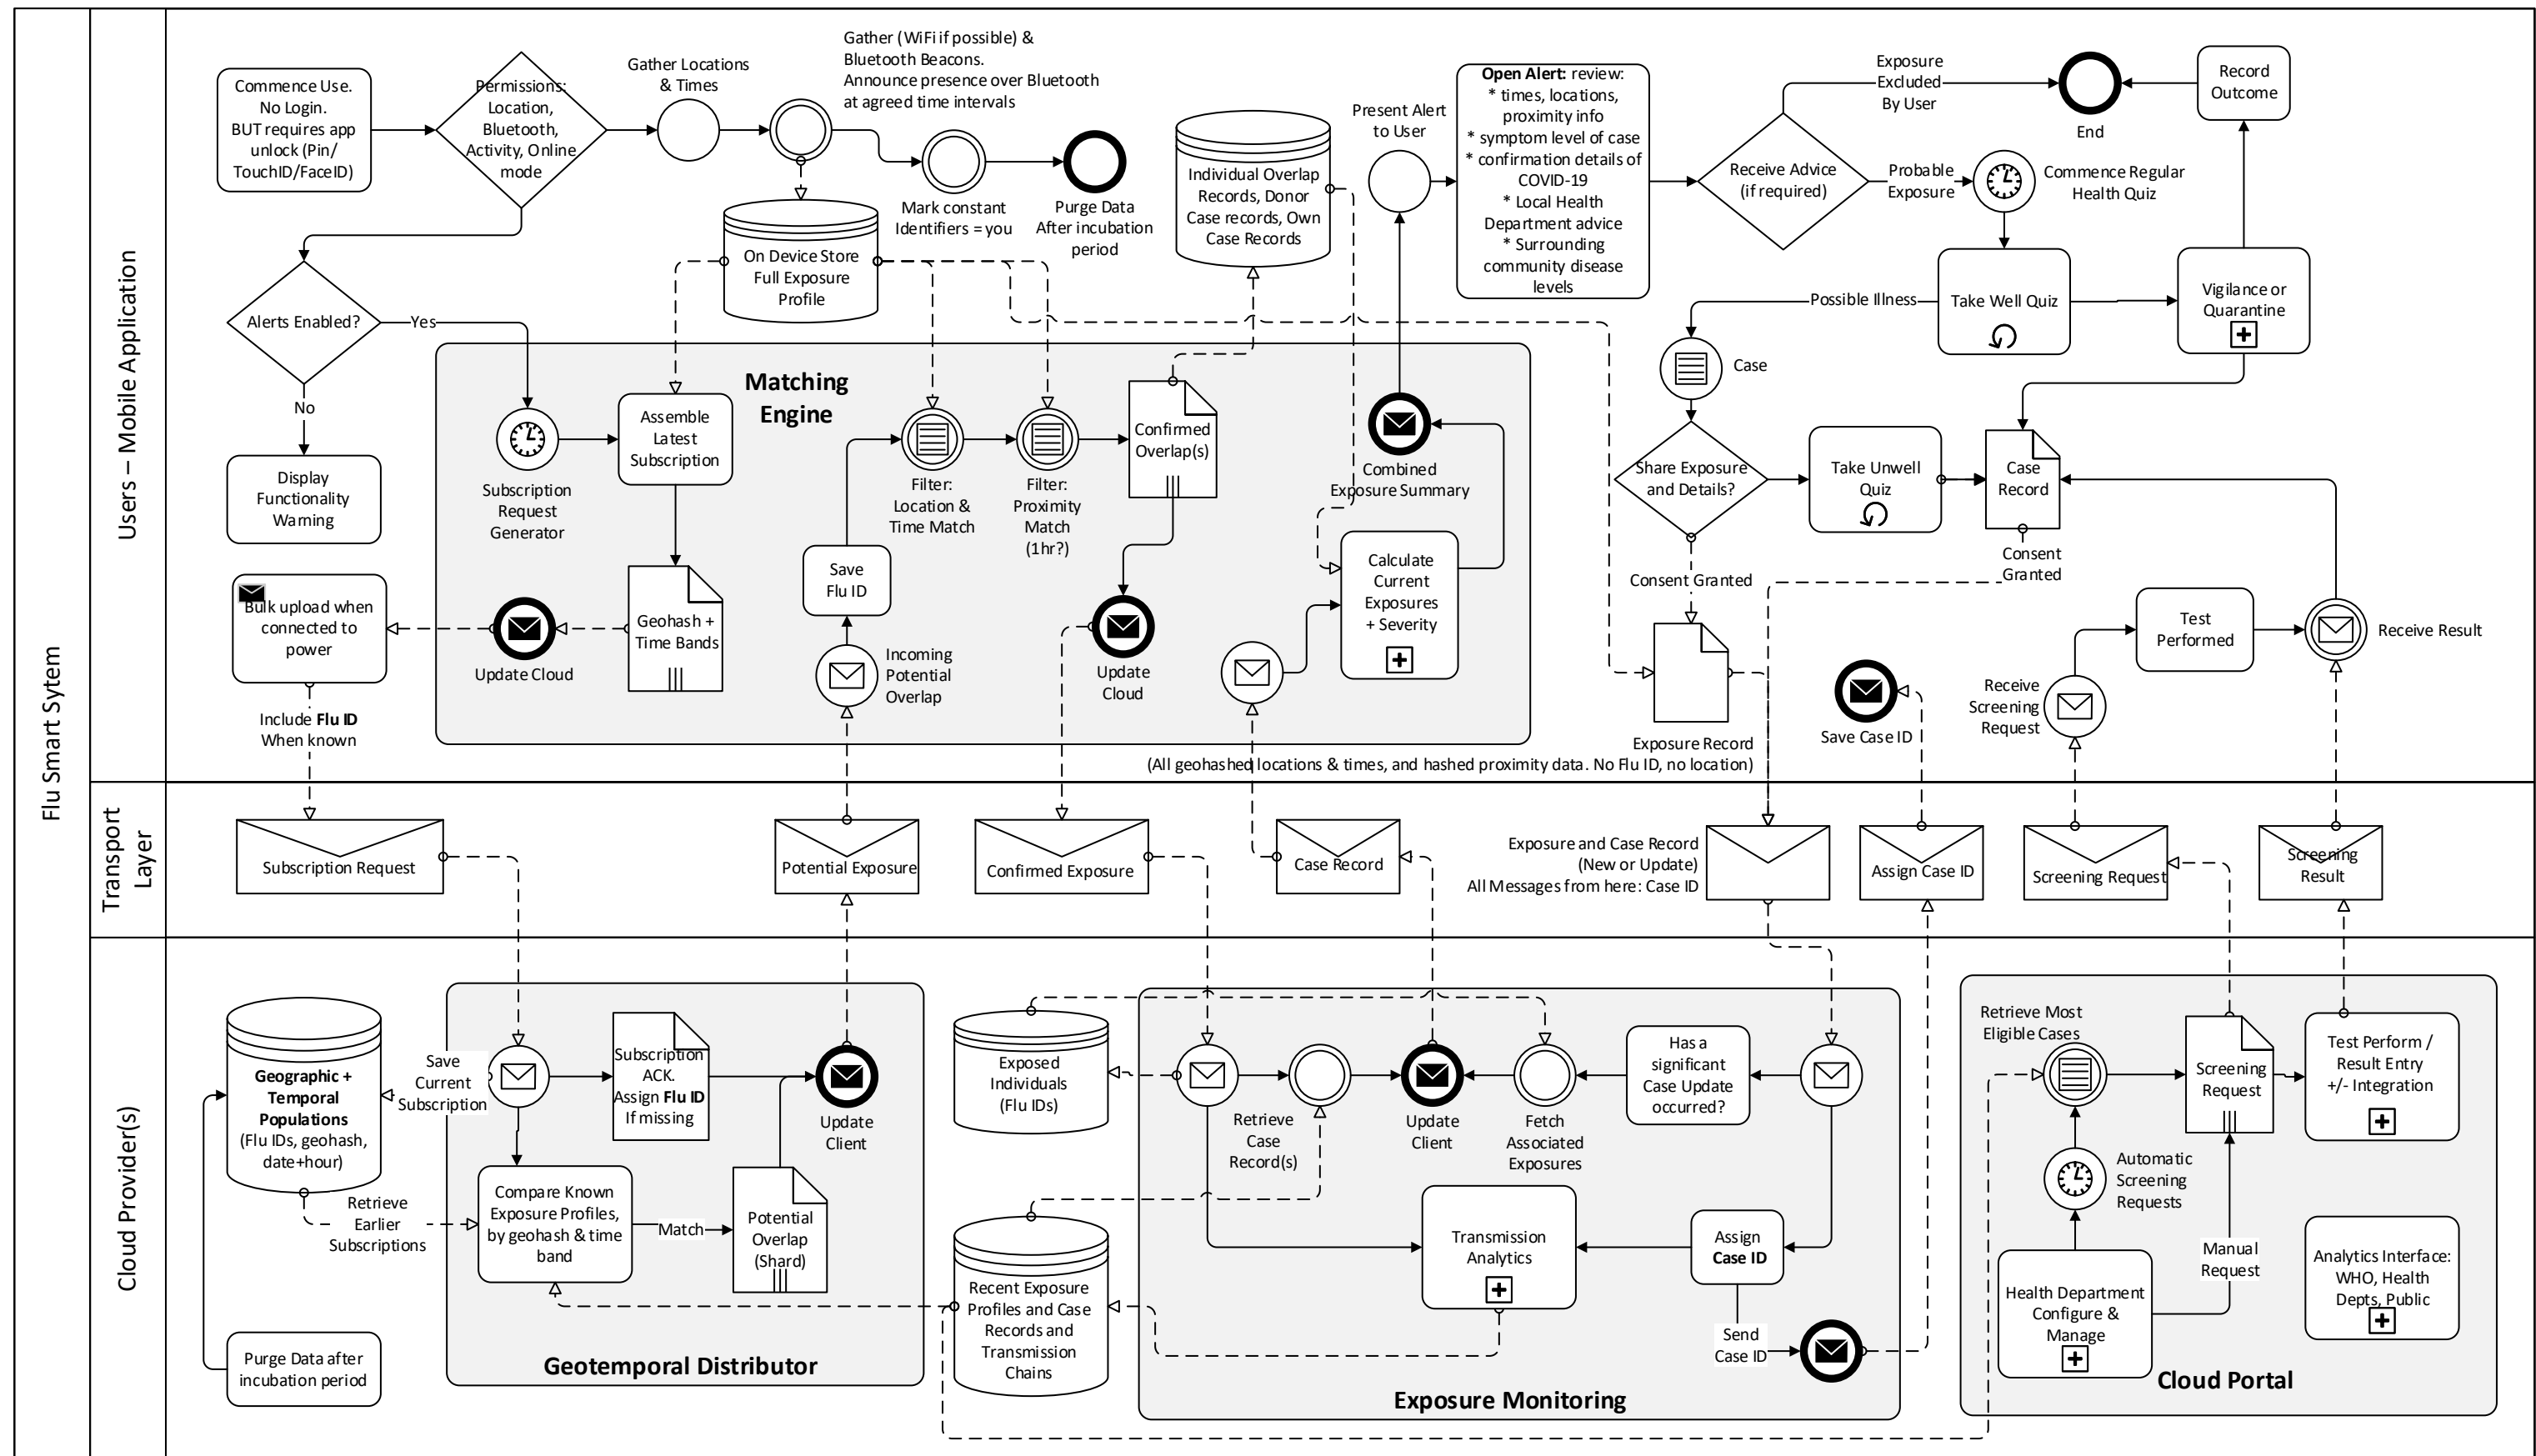 Flu Smart Sytem
Users – Mobile Application
Commence Use.
No Login.
BUT requires app
unlock (Pin/
TouchID/FaceID)
Permissions:
Location,
Bluetooth,
Activity, Online
mode
Gather Locations
& Times
Gather (WiFi if possible) &
Bluetooth Beacons.
Announce presence over Bluetooth
at agreed time intervals
Mark constant
Identifiers = you
Purge Data
After incubation
period
On Device Store
Full Exposure
Profile
Individual Overlap
Records, Donor
Case records, Own
Case Records
Present Alert
to User
Open Alert: review:
* times, locations,
proximity info
* symptom level of case
* confirmation details of
COVID-19
* Local Health
Department advice
* Surrounding
community disease
levels
Receive Advice
(if required)
Exposure
Excluded
By User
End
Record
Outcome
Probable
Exposure
Commence Regular
Health Quiz
Take Well Quiz
Possible Illness
Vigilance or
Quarantine
Case
Share Exposure
and Details?
Take Unwell
Quiz
Case
Record
Consent
Granted
Consent Granted
Test
Performed
Receive Result
Receive
Screening
Request
Save Case ID
Exposure Record
(All geohashed locations & times, and hashed proximity data. No Flu ID, no location)
Alerts Enabled?
Yes
No
Display
Functionality
Warning
Bulk upload when
connected to
power
Include Flu ID
When known
Matching
Engine
Subscription
Request
Generator
Assemble
Latest
Subscription
Geohash +
Time Bands
Update Cloud
Save
Flu ID
Incoming
Potential
Overlap
Filter:
Location &
Time Match
Filter:
Proximity
Match
(1hr?)
Confirmed
Overlap(s)
Update
Cloud
Combined
Exposure Summary
Calculate
Current
Exposures
+ Severity
Transport
Layer
Subscription Request
Potential Exposure
Confirmed Exposure
Case Record
Exposure and Case Record
(New or Update)
All Messages from here: Case ID
Assign Case ID
Screening Request
Screening
Result
Cloud Provider(s)
Geographic +
Temporal
Populations
(Flu IDs, geohash,
date+hour)
Save
Current
Subscription
Retrieve
Earlier
Subscriptions
Purge Data after
incubation period
Subscription
ACK.
Assign Flu ID
If missing
Update
Client
Compare Known
Exposure Profiles,
by geohash & time
band
Match
Potential
Overlap
(Shard)
Geotemporal Distributor
Exposed
Individuals
(Flu IDs)
Recent Exposure
Profiles and Case
Records and
Transmission
Chains
Retrieve
Case
Record(s)
Update
Client
Fetch
Associated
Exposures
Has a
significant
Case Update
occurred?
Transmission
Analytics
Assign
Case ID
Send
Case ID
Exposure Monitoring
Retrieve Most
Eligible Cases
Screening
Request
Test Perform /
Result Entry
+/- Integration
Automatic
Screening
Requests
Manual
Request
Health Department
Configure &
Manage
Analytics Interface:
WHO, Health
Depts, Public
Cloud Portal